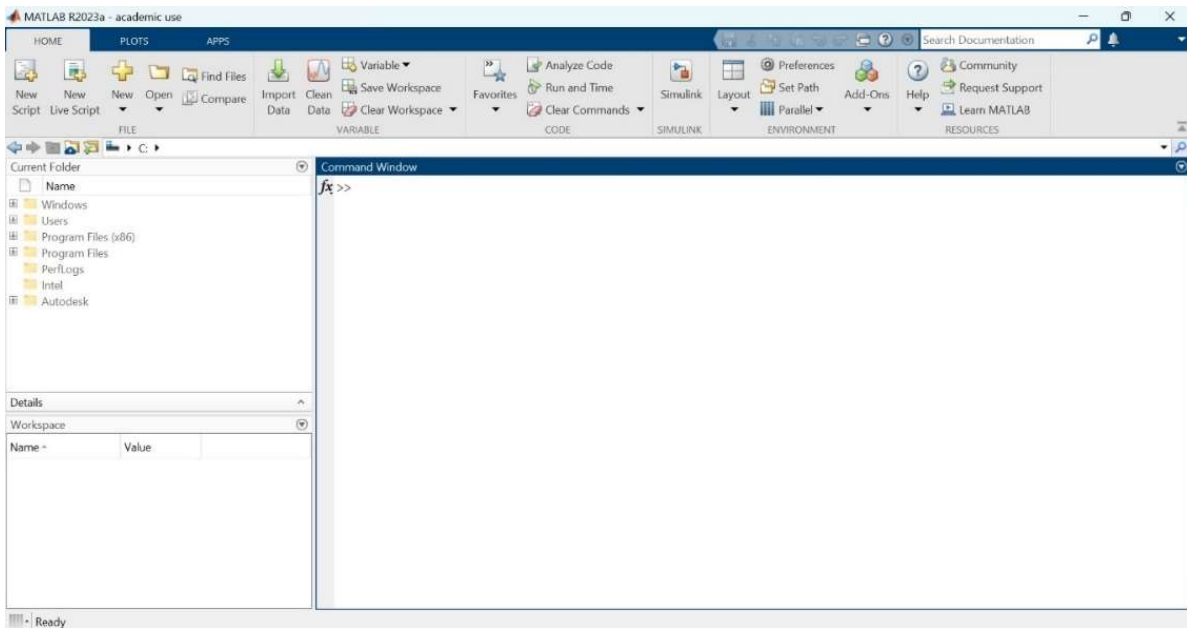 MATLAB R2023a - academic use
HOME PLOTS APPS
Search Documentation
New Script
New Live Script
New
Open
Find Files
Compare
Import Data
Clean Data
Variable
Save Workspace
Clear Workspace
Favorites
Analyze Code
Run and Time
Clear Commands
Simulink
Layout
Preferences
Set Path
Parallel
Add-Ons
Help
Community
Request Support
Learn MATLAB
FILE VARIABLE CODE SIMULINK ENVIRONMENT RESOURCES
C:
Current Folder
Name
Windows
Users
Program Files (x86)
Program Files
PerfLogs
Intel
Autodesk
Details
Workspace
Name Value
Command Window
fx >>
Ready